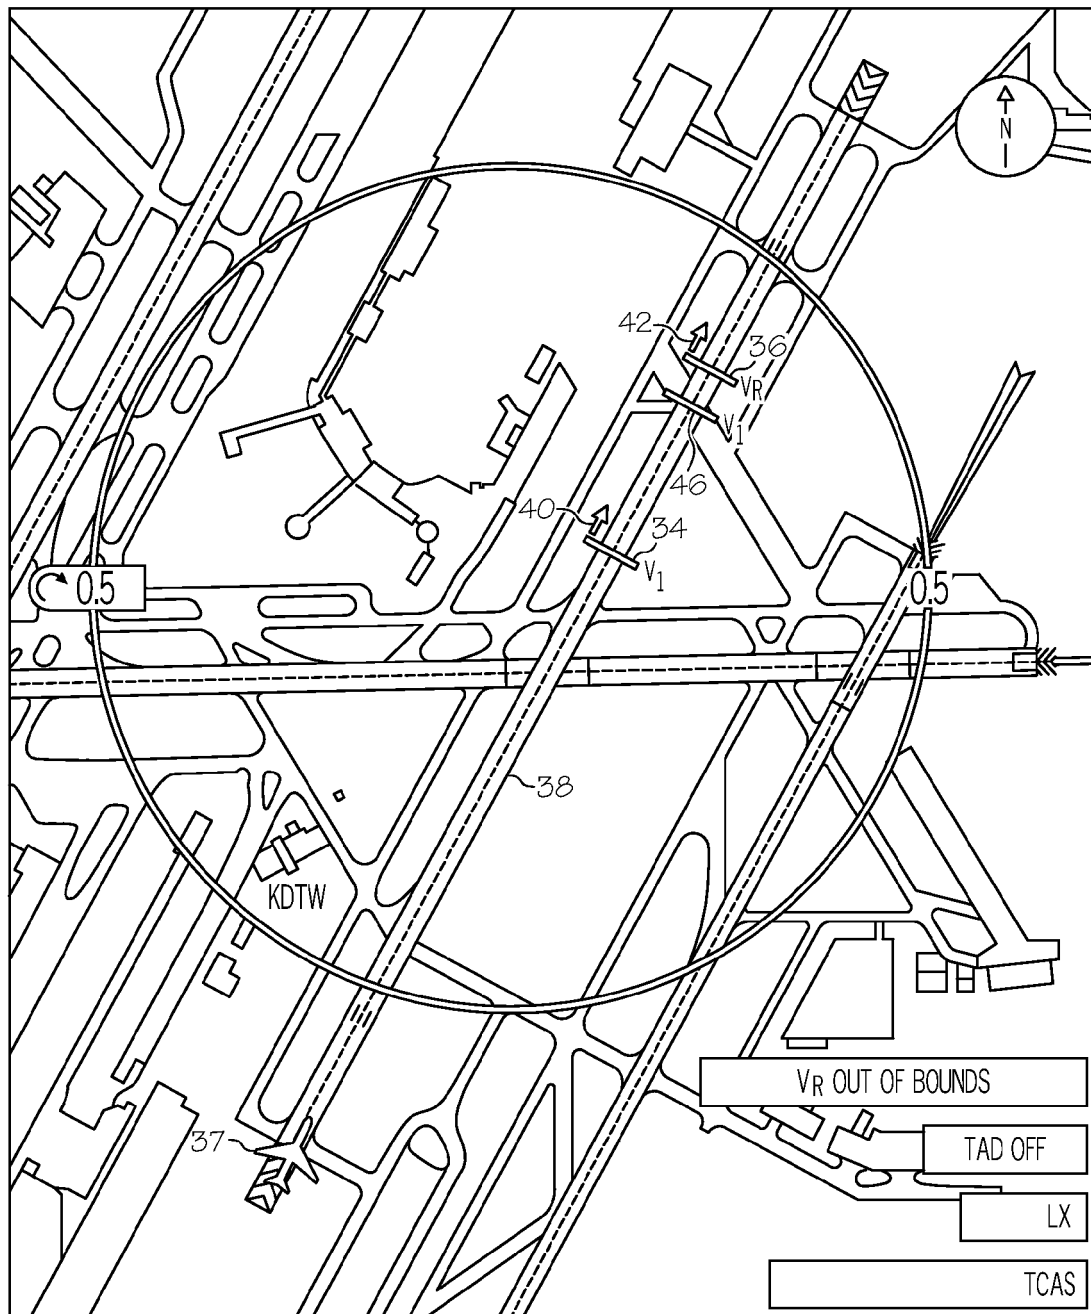 N
42
36
VR
V1
46
40
34
V1
0.5
0.5
38
KDTW
VR OUT OF BOUNDS
37
TAD OFF
LX
TCAS